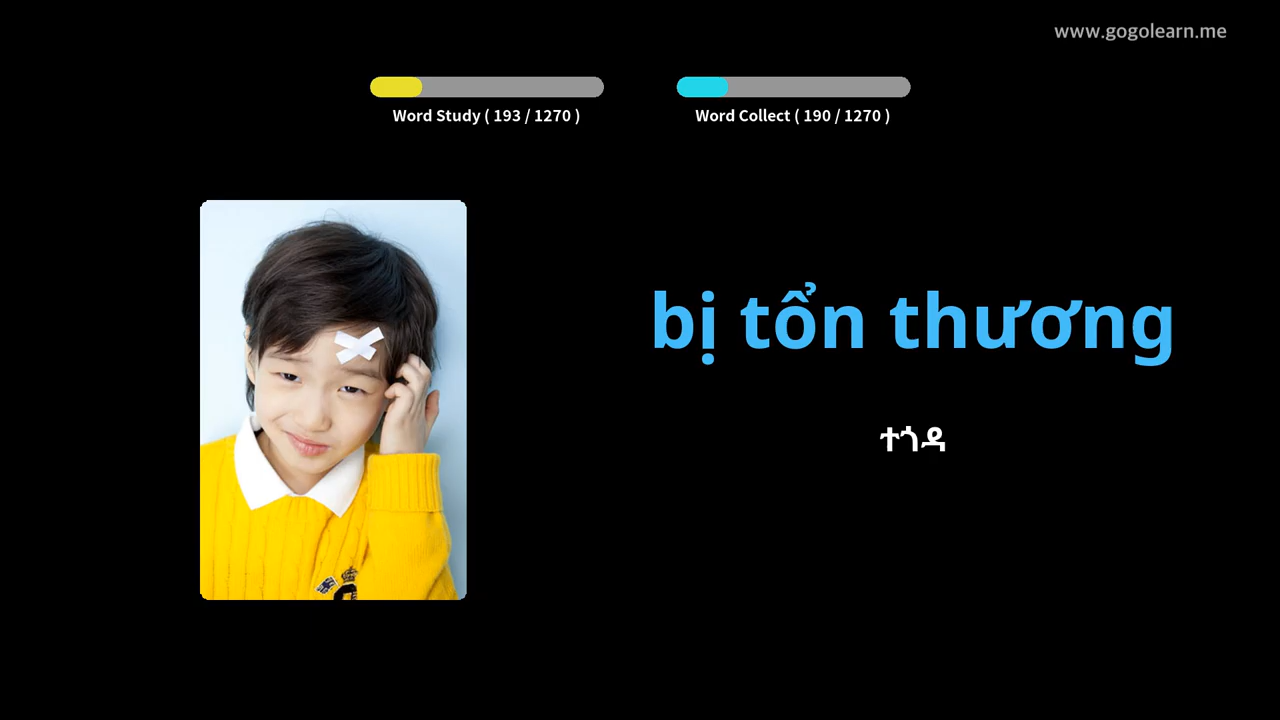 www.gogolearn.me
Word Study ( 193 / 1270 )
Word Collect ( 190 / 1270 )
bị tổn thương
ተጎዳ